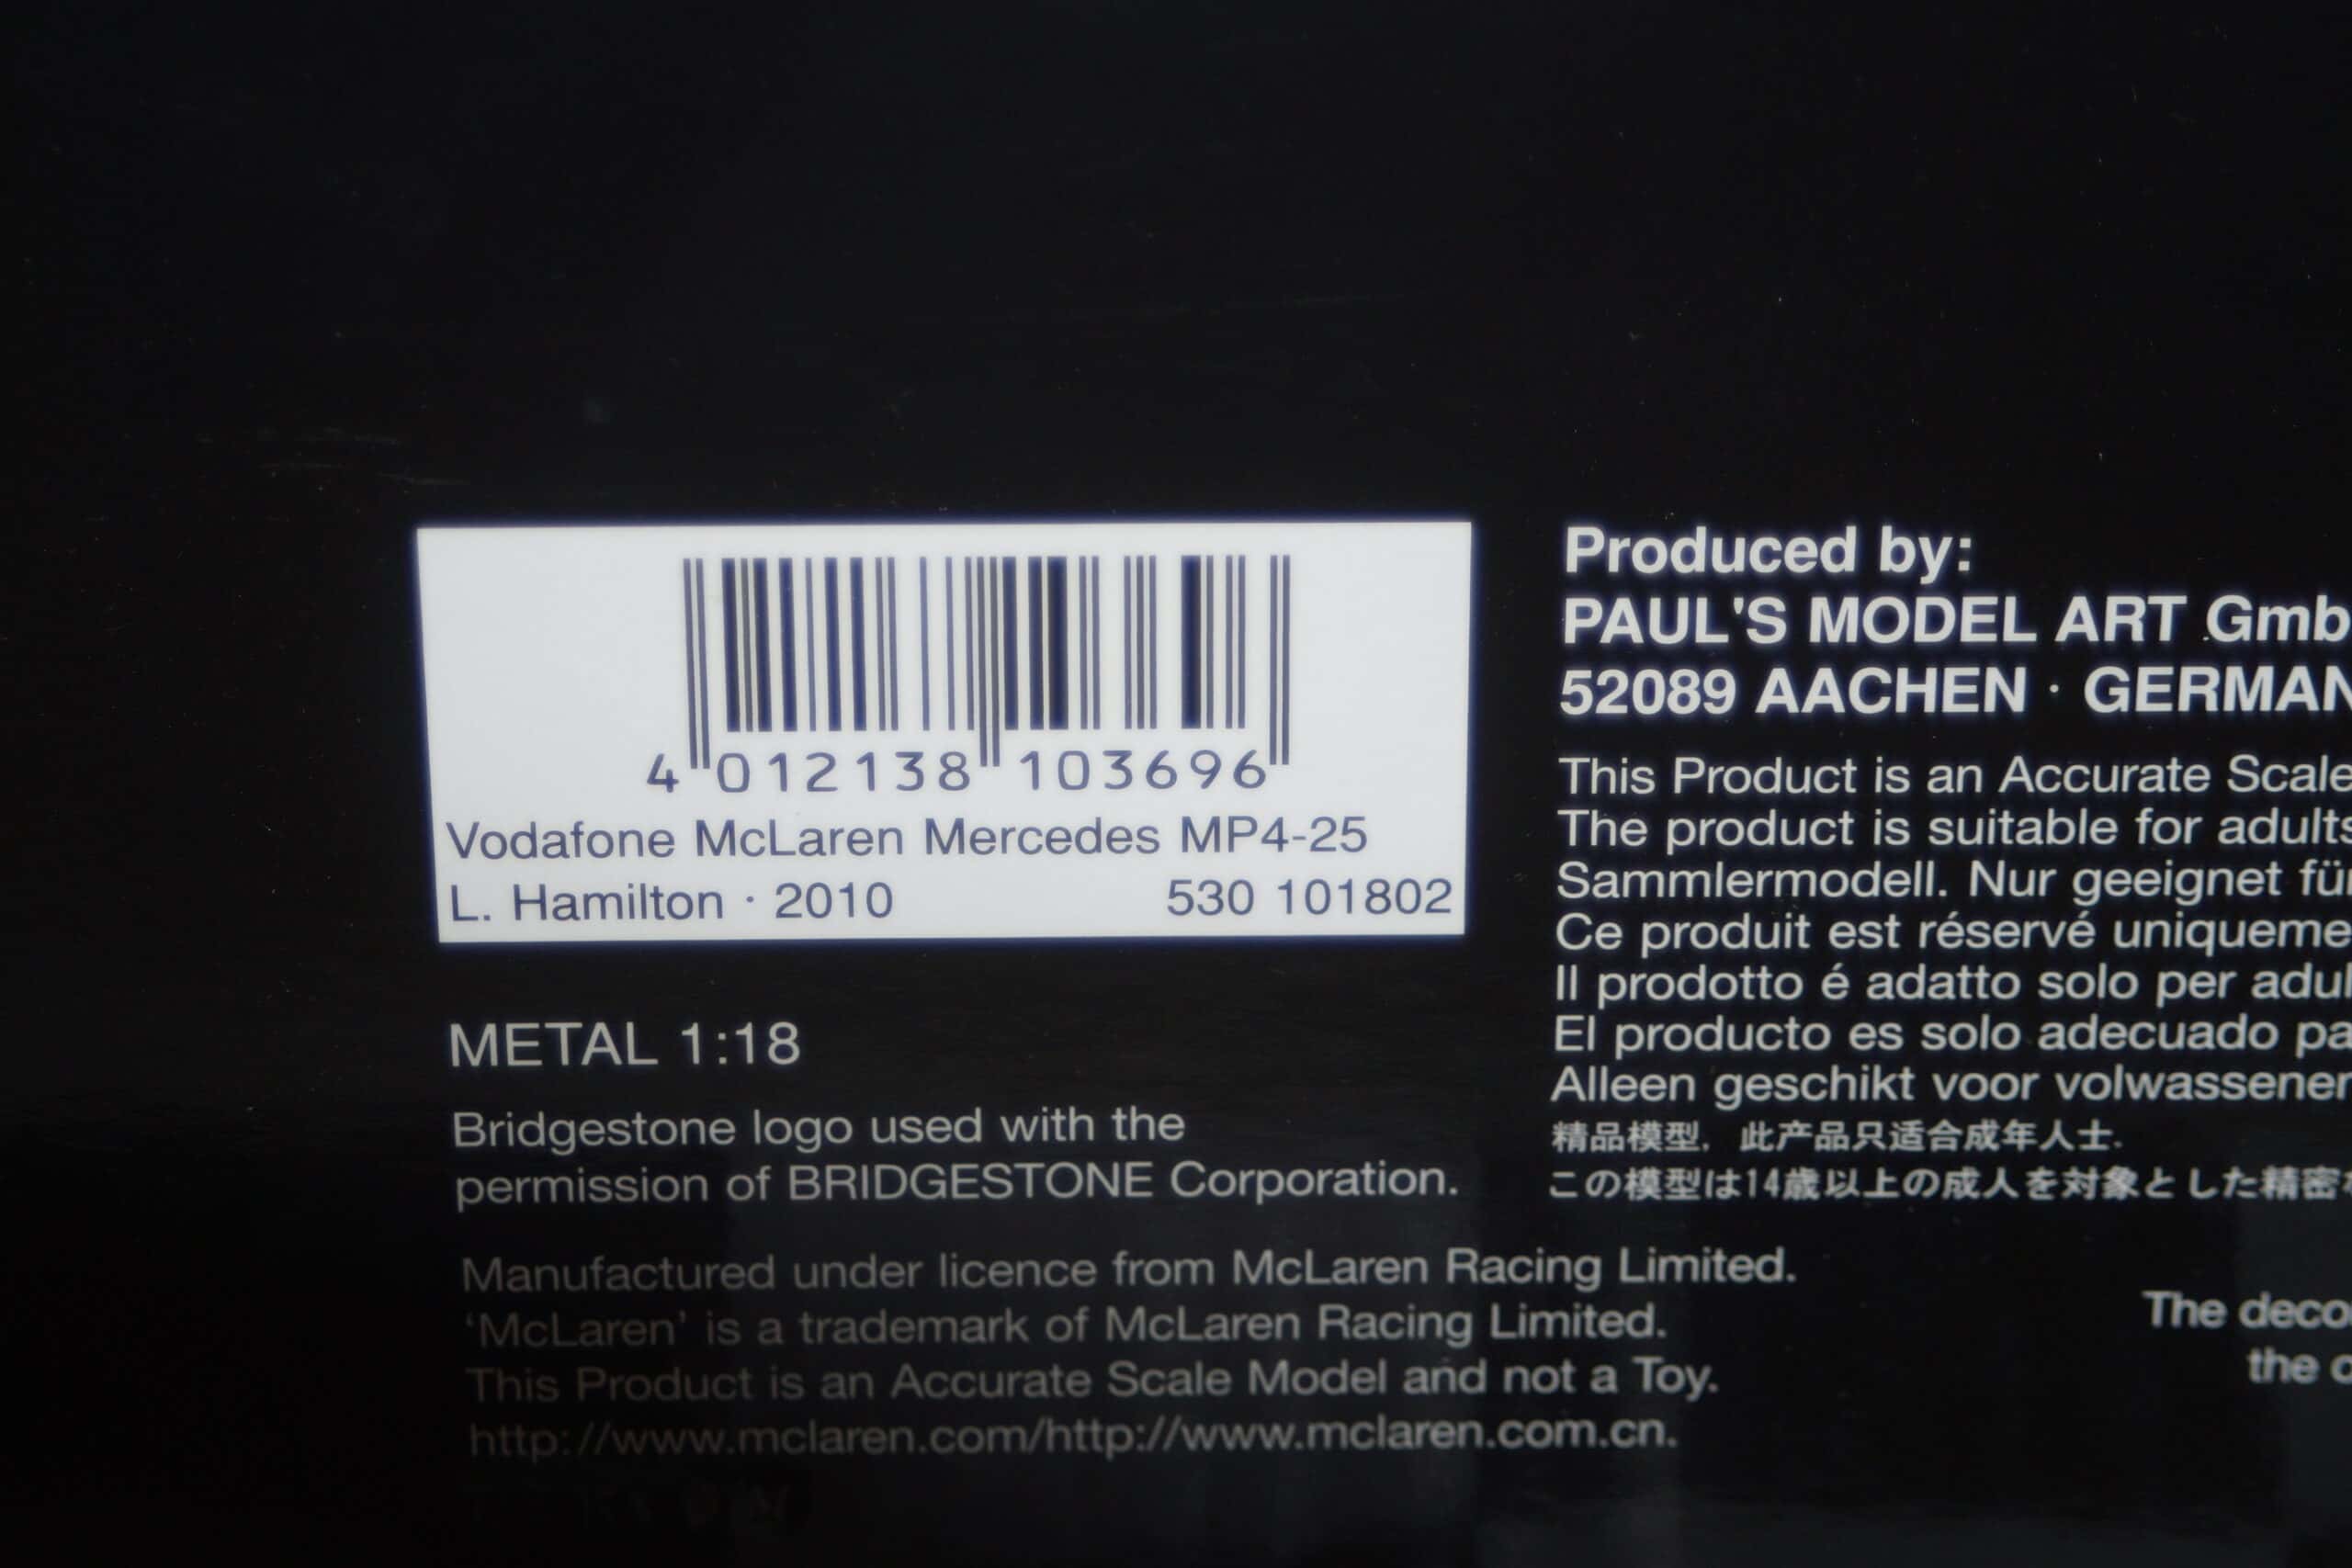 4 012138 103696
Vodafone McLaren Mercedes MP4-25
L. Hamilton · 2010 530 101802
METAL 1:18
Bridgestone logo used with the
permission of BRIDGESTONE Corporation.
Manufactured under licence from McLaren Racing Limited.
‘McLaren’ is a trademark of McLaren Racing Limited.
This Product is an Accurate Scale Model and not a Toy.
http://www.mclaren.com/http://www.mclaren.com.cn.
Produced by:
PAUL'S MODEL ART Gmb
52089 AACHEN · GERMAN
This Product is an Accurate Scale
The product is suitable for adults
Sammlermodell. Nur geeignet für
Ce produit est réservé uniqueme
Il prodotto é adatto solo per adul
El producto es solo adecuado pa
Alleen geschikt voor volwassenen
精品模型. 此产品只适合成年人士.
この模型は14歳以上の成人を対象とした精密
The deco
the